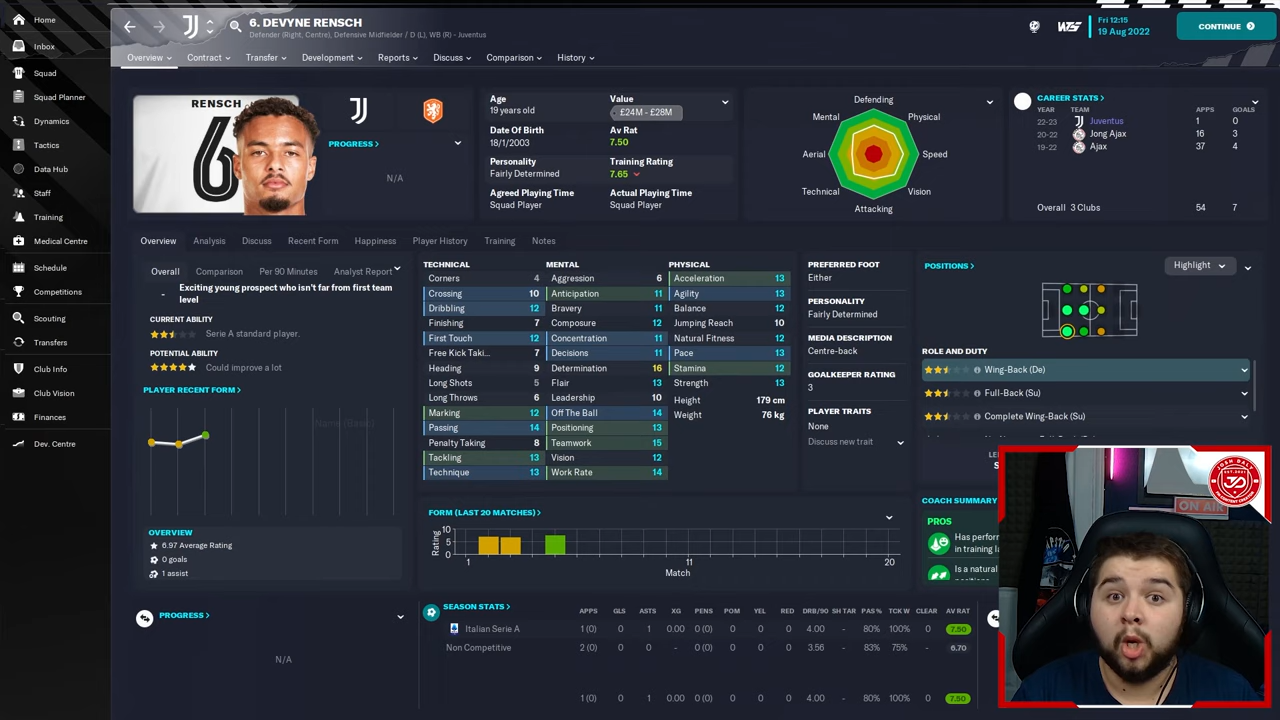 Home
Inbox
Squad
Squad Planner
Dynamics
Tactics
Data Hub
Staff
Training
Medical Centre
Schedule
Competitions
Scouting
Transfers
Club Info
Club Vision
Finances
Dev. Centre
6. DEVYNE RENSCH
Defender (Right, Centre), Defensive Midfielder / D (L), WB (R) - Juventus
Fri 12:15
19 Aug 2022
CONTINUE
Overview Contract Transfer Development Reports Discuss Comparison History
RENSCH
6
PROGRESS >
N/A
Age
19 years old
Value
£24M - £28M
Date Of Birth
18/1/2003
Av Rat
7.50
Personality
Fairly Determined
Training Rating
7.65
Agreed Playing Time
Squad Player
Actual Playing Time
Squad Player
Defending
Mental Physical
Aerial Speed
Technical Vision
Attacking
CAREER STATS >
YEAR TEAM APPS GOALS
22-23 Juventus 1 0
20-22 Jong Ajax 16 3
19-22 Ajax 37 4
Overall 3 Clubs 54 7
Overview Analysis Discuss Recent Form Happiness Player History Training Notes
Overall Comparison Per 90 Minutes Analyst Report
- Exciting young prospect who isn't far from first team
level
CURRENT ABILITY
Serie A standard player.
POTENTIAL ABILITY
Could improve a lot
PLAYER RECENT FORM >
OVERVIEW
6.97 Average Rating
0 goals
1 assist
TECHNICAL
Corners 4
Crossing 10
Dribbling 12
Finishing 7
First Touch 12
Free Kick Taki... 7
Heading 9
Long Shots 5
Long Throws 6
Marking 12
Passing 14
Penalty Taking 8
Tackling 13
Technique 13
MENTAL
Aggression 6
Anticipation 11
Bravery 11
Composure 12
Concentration 11
Decisions 11
Determination 16
Flair 13
Leadership 10
Off The Ball 14
Positioning 13
Teamwork 15
Vision 12
Work Rate 14
PHYSICAL
Acceleration 13
Agility 13
Balance 12
Jumping Reach 10
Natural Fitness 12
Pace 13
Stamina 12
Strength 13
Height 179 cm
Weight 76 kg
PREFERRED FOOT
Either
PERSONALITY
Fairly Determined
MEDIA DESCRIPTION
Centre-back
GOALKEEPER RATING
3
PLAYER TRAITS
None
Discuss new trait
POSITIONS >
Highlight
ROLE AND DUTY
Wing-Back (De)
Full-Back (Su)
Complete Wing-Back (Su)
COACH SUMMARY
PROS
Has perfor
in training la
Is a natural
positions
FORM (LAST 20 MATCHES) >
Rating
10
5
0
1 11 20
Match
JOSH DALY
JD
ON AIR
PROGRESS >
N/A
SEASON STATS >
APPS GLS ASTS XG PENS POM YEL RED DRB/90 SH TAR PAS % TCK W CLEAR AV RAT
Italian Serie A 1 (0) 0 1 0.00 0 (0) 0 0 0 4.00 - 80% 100% 0 7.50
Non Competitive 2 (0) 0 0 - 0 (0) 0 0 0 3.56 - 83% 75% 0 6.70
1 (0) 0 1 0.00 0 (0) 0 0 0 4.00 - 80% 100% 0 7.50